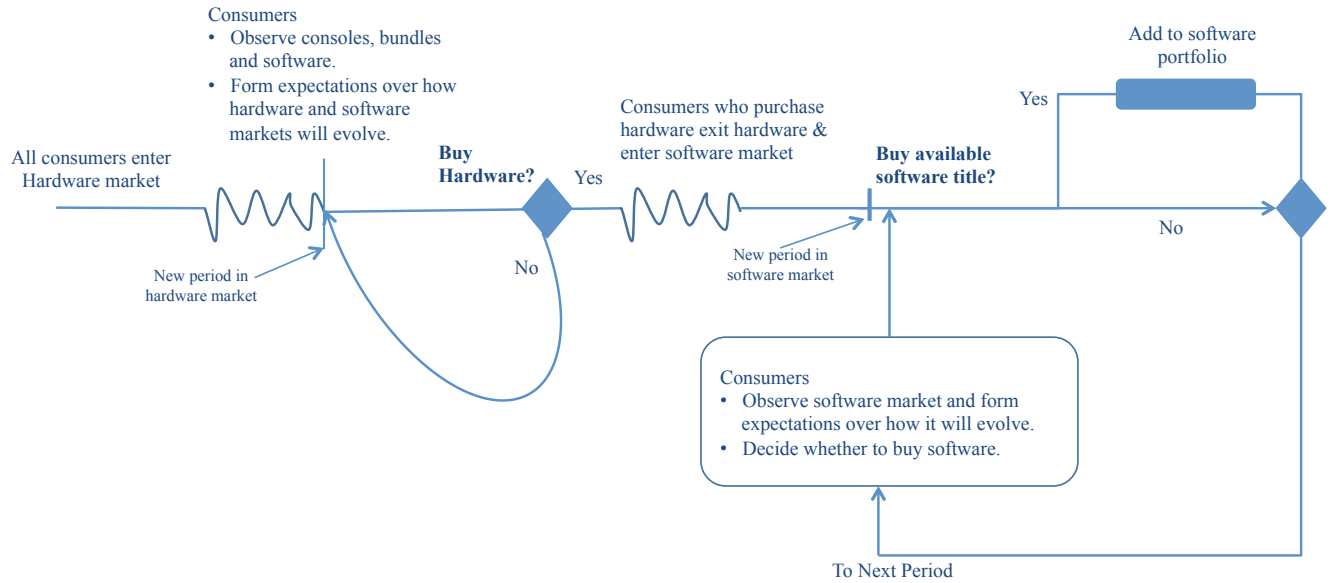 All consumers enter
Hardware market
Consumers
• Observe consoles, bundles
and software.
• Form expectations over how
hardware and software
markets will evolve.
New period in
hardware market
Buy
Hardware?
Yes
No
Consumers who purchase
hardware exit hardware &
enter software market
New period in
software market
Buy available
software title?
Yes
Add to software
portfolio
No
Consumers
• Observe software market and form
expectations over how it will evolve.
• Decide whether to buy software.
To Next Period